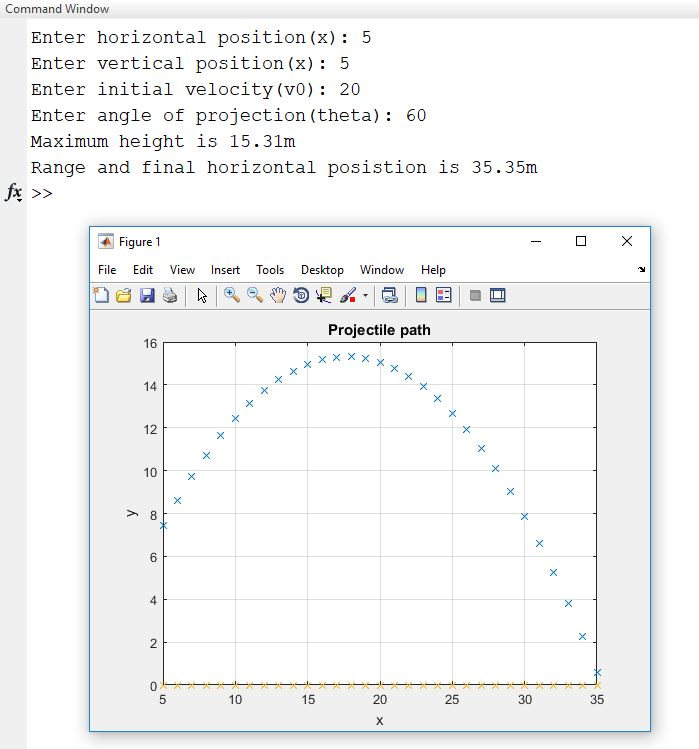 Command Window
Enter horizontal position(x): 5
Enter vertical position(x): 5
Enter initial velocity(v0): 20
Enter angle of projection(theta): 60
Maximum height is 15.31m
Range and final horizontal posistion is 35.35m
fx >>
Figure 1
File Edit View Insert Tools Desktop Window Help
Projectile path
16
14
12
10
8
y
6
4
2
0
5 10 15 20 25 30 35
x